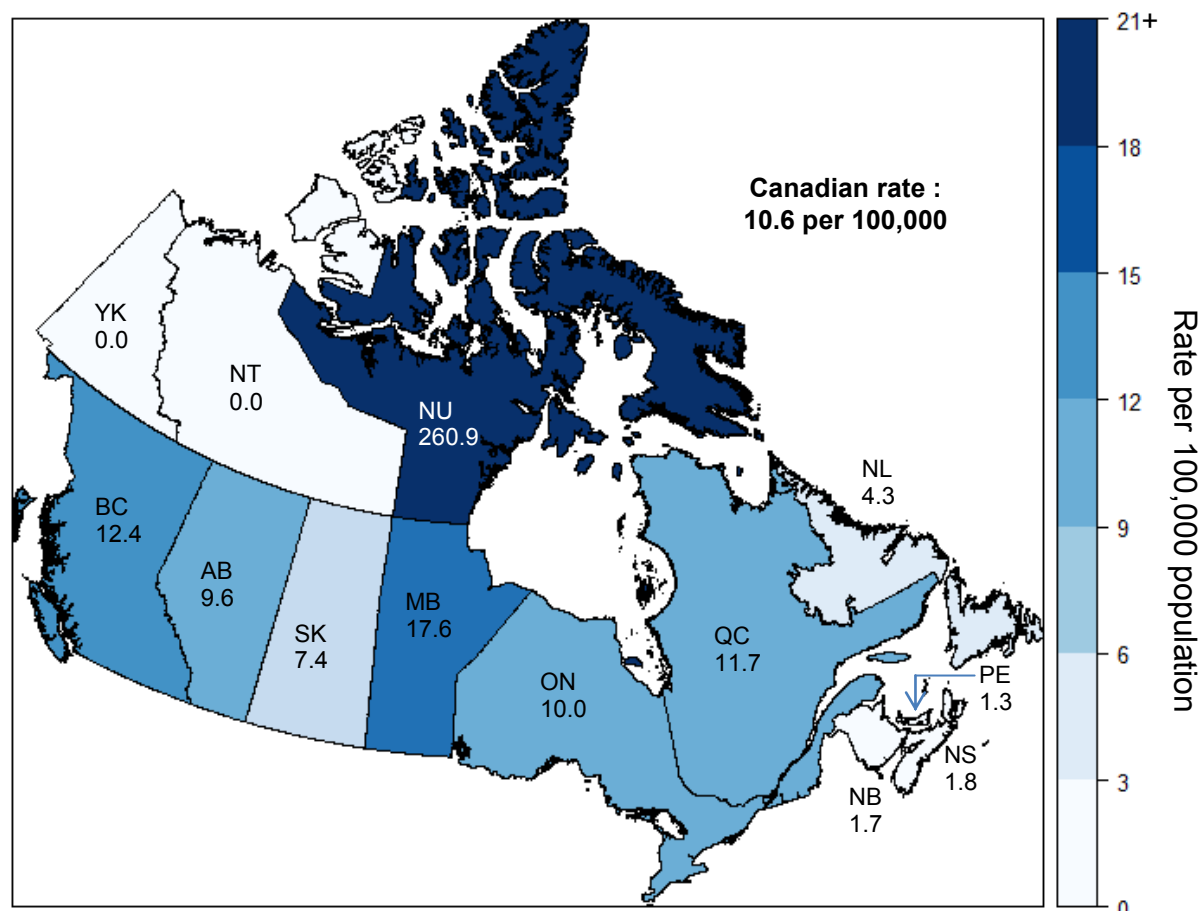 21+
18
15
12
9
6
3
0
Rate per 100,000 population
Canadian rate :
10.6 per 100,000
YK
0.0
NT
0.0
NU
260.9
NL
4.3
BC
12.4
AB
9.6
SK
7.4
MB
17.6
ON
10.0
QC
11.7
PE
1.3
NS
1.8
NB
1.7